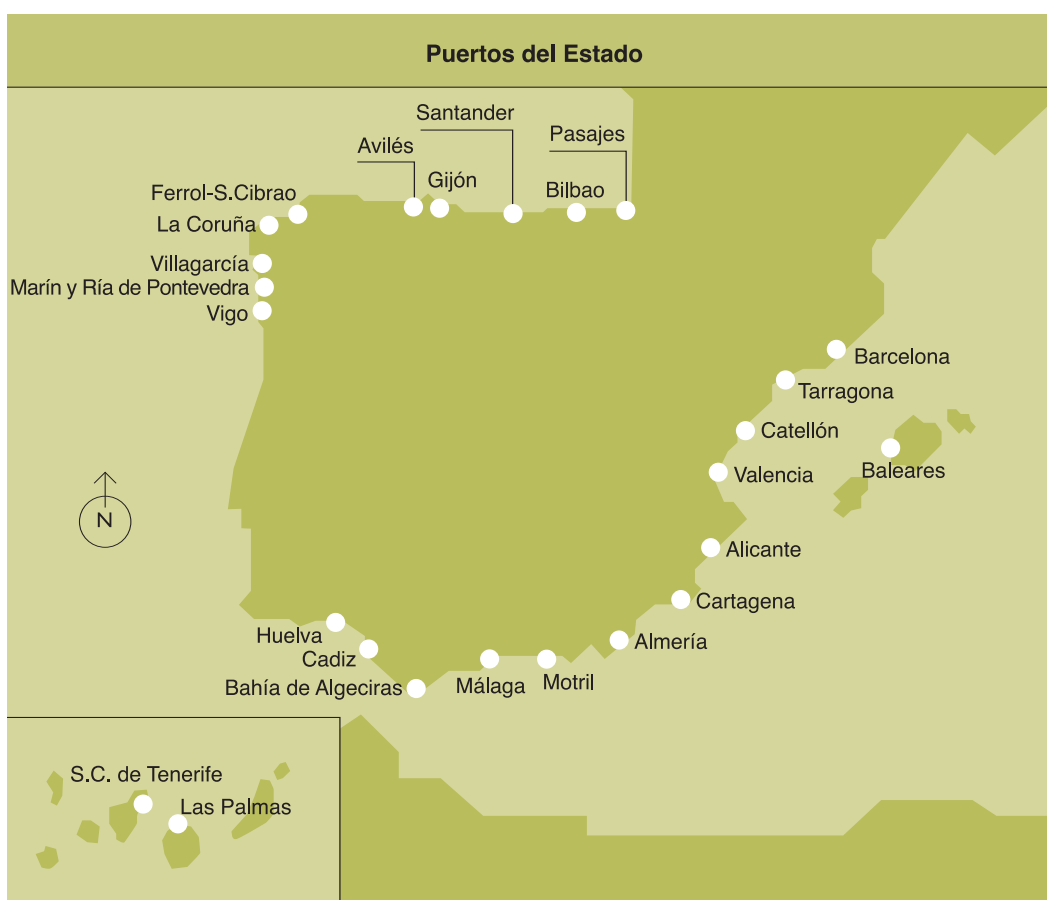 Puertos del Estado
Santander
Pasajes
Avilés
Gijón
Bilbao
Ferrol-S.Cibrao
La Coruña
Villagarcía
Marín y Ría de Pontevedra
Vigo
Barcelona
Tarragona
Catellón
Baleares
Valencia
N
Alicante
Cartagena
Almería
Huelva
Cadiz
Bahía de Algeciras
Málaga
Motril
S.C. de Tenerife
Las Palmas